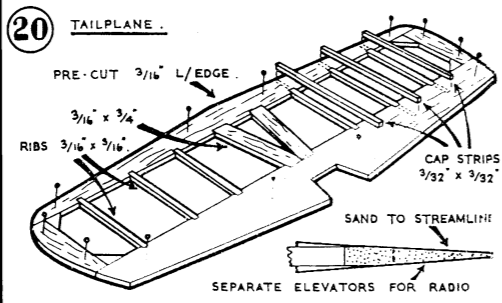 20 TAILPLANE.
PRE-CUT 3/16" L/EDGE.
3/16" x 3/4"
RIBS 3/16" x 3/16".
CAP STRIPS
3/32" x 3/32"
SAND TO STREAMLINE
SEPARATE ELEVATORS FOR RADIO